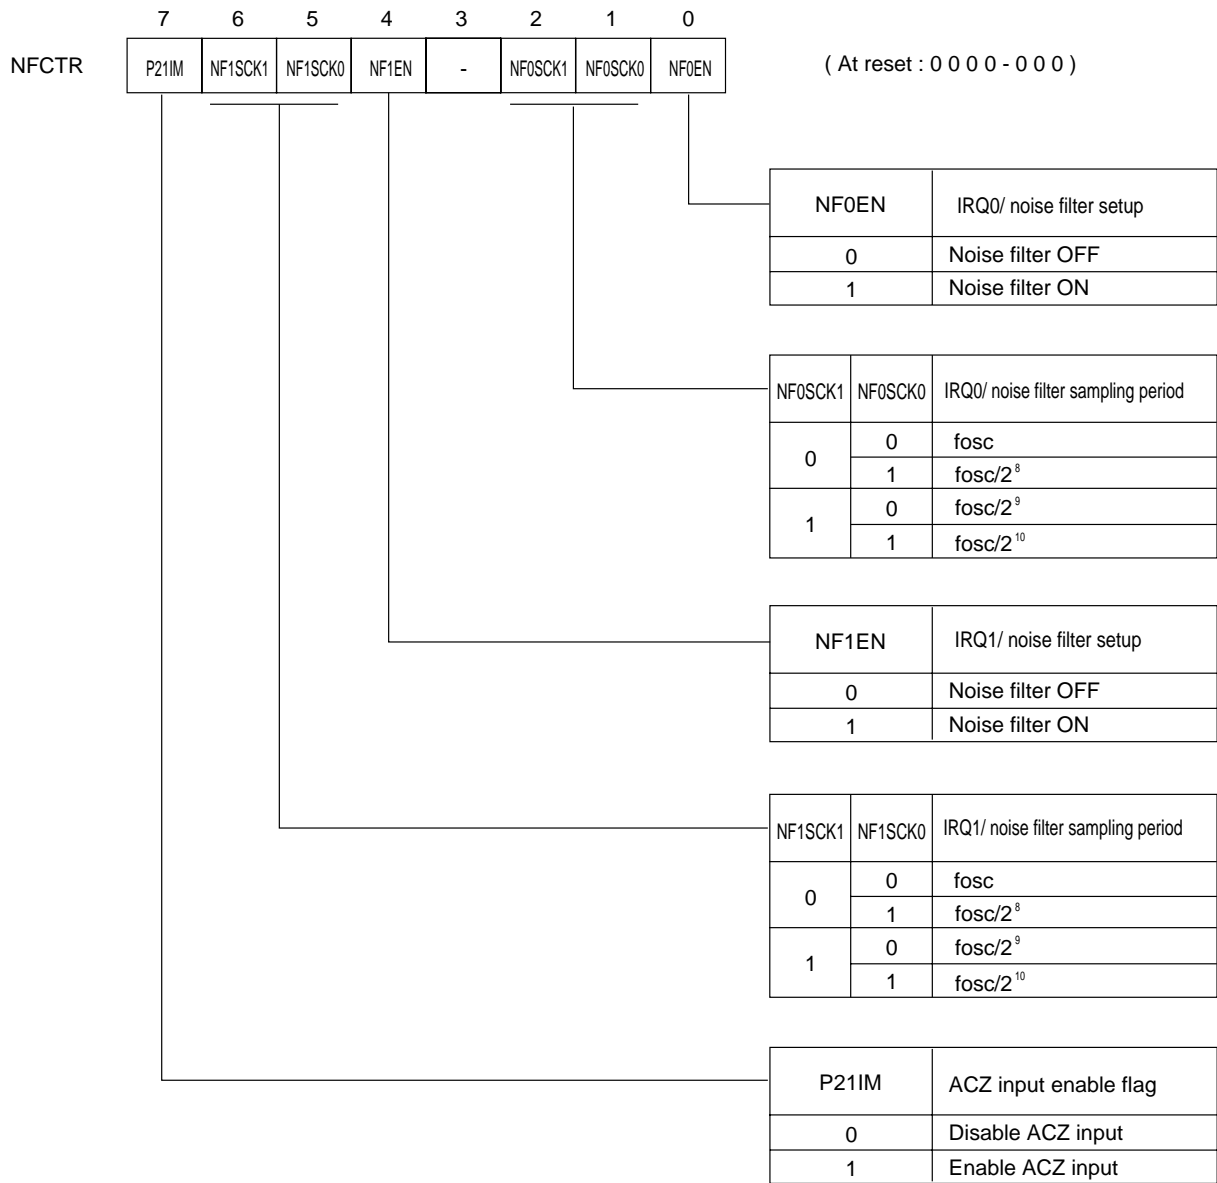 7 6 5 4 3 2 1 0
NFCTR P21IM NF1SCK1 NF1SCK0 NF1EN - NF0SCK1 NF0SCK0 NF0EN ( At reset : 0 0 0 0 - 0 0 0 )
NF0EN IRQ0/ noise filter setup
0 Noise filter OFF
1 Noise filter ON
NF0SCK1 NF0SCK0 IRQ0/ noise filter sampling period
0 0 fosc
1 fosc/2⁸
1 0 fosc/2⁹
1 fosc/2¹⁰
NF1EN IRQ1/ noise filter setup
0 Noise filter OFF
1 Noise filter ON
NF1SCK1 NF1SCK0 IRQ1/ noise filter sampling period
0 0 fosc
1 fosc/2⁸
1 0 fosc/2⁹
1 fosc/2¹⁰
P21IM ACZ input enable flag
0 Disable ACZ input
1 Enable ACZ input